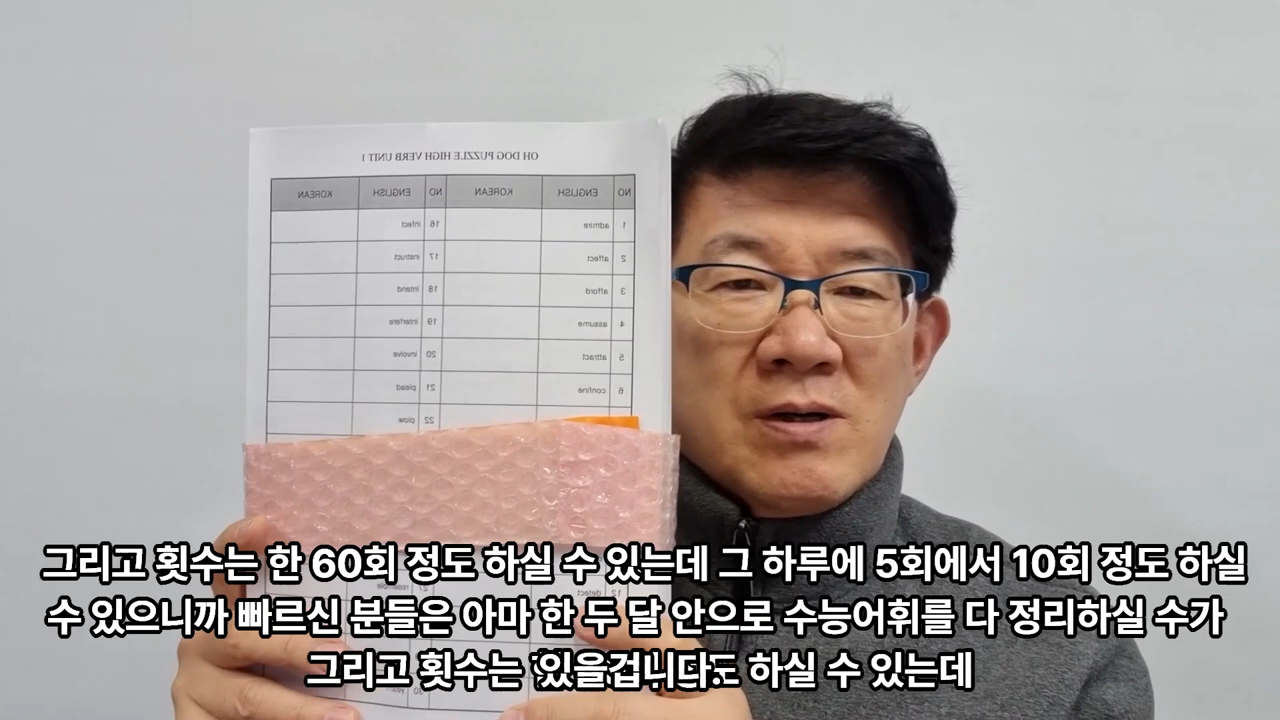 OH DOG PUZZLE HIGH VERB UNIT 1
NO ENGLISH KOREAN NO ENGLISH KOREAN
1 admire 16 infect
2 affect 17 instruct
3 afford 18 intend
4 assume 19 interfere
5 attract 20 involve
6 confine 21 plead
22 plow
12 detect 27
30
그리고 횟수는 한 60회 정도 하실 수 있는데 그 하루에 5회에서 10회 정도 하실
수 있으니까 빠르신 분들은 아마 한 두 달 안으로 수능어휘를 다 정리하실 수가
있을겁니다
그리고 횟수는 하실 수 있는데